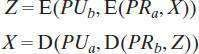 Z = E(PU_b, E(PR_a, X))
X = D(PU_a, D(PR_b, Z))